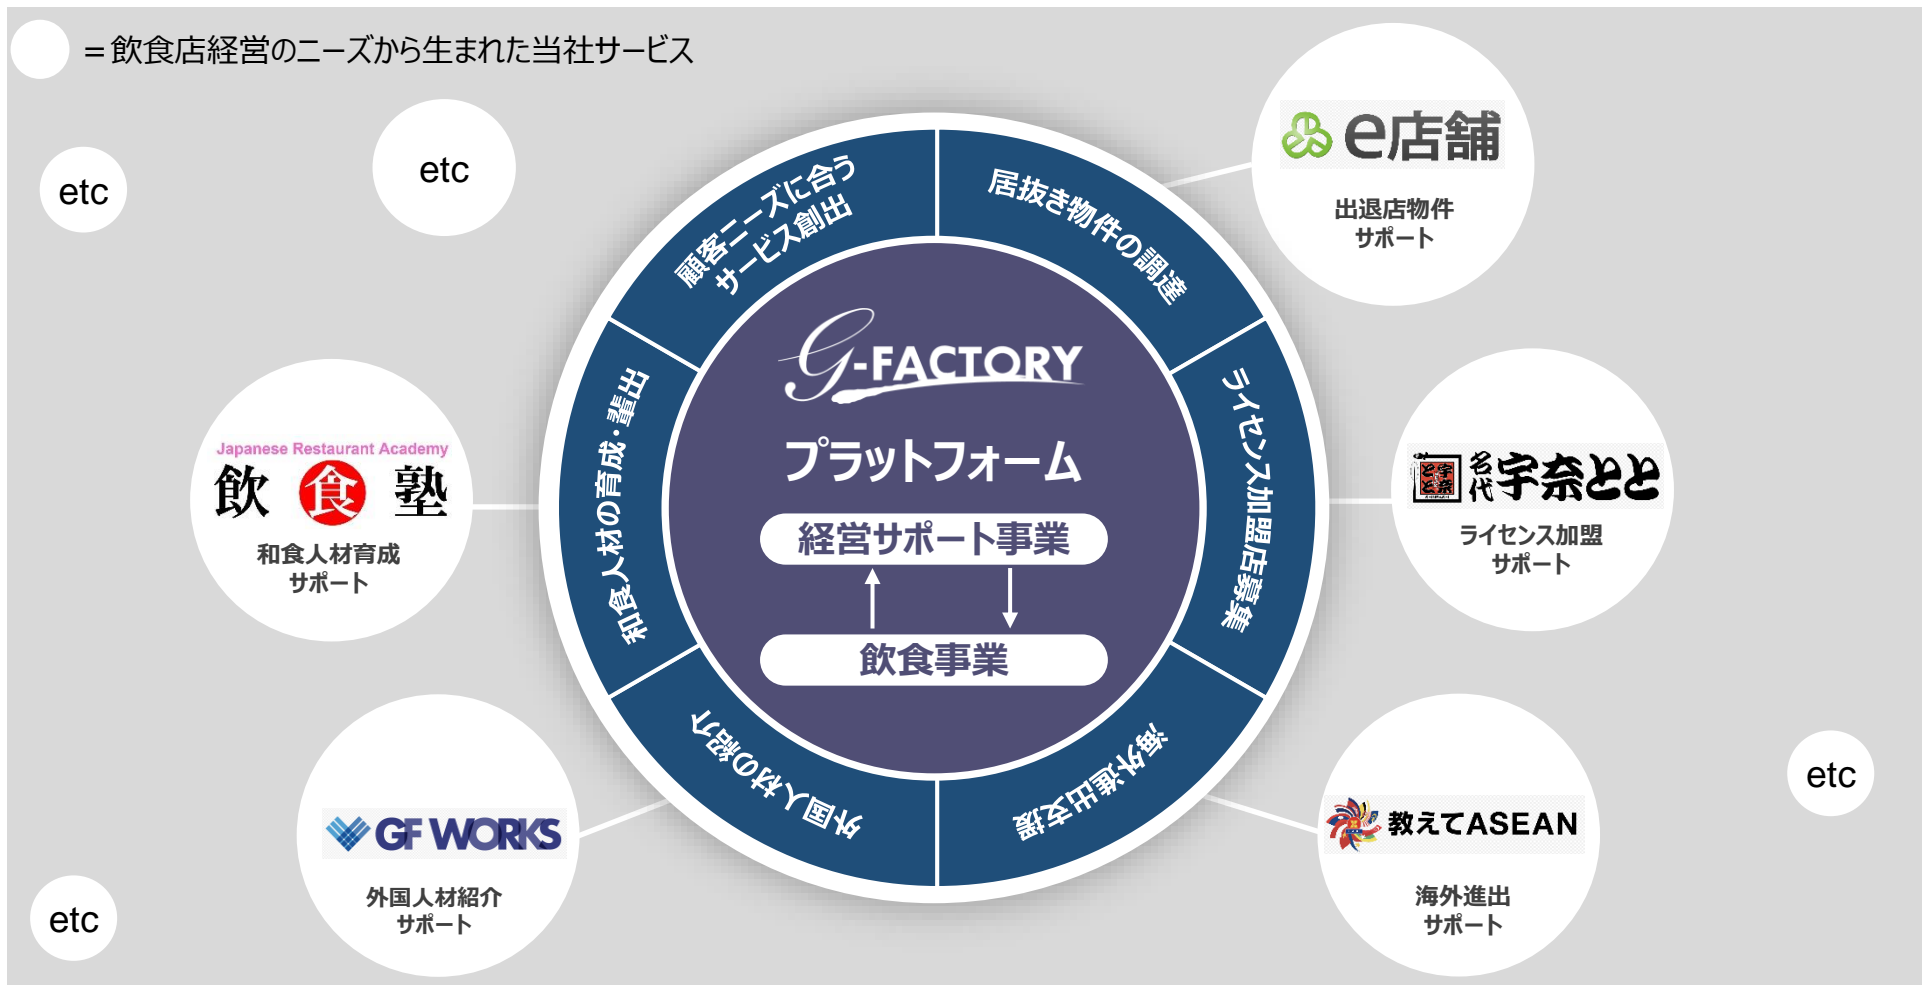 ＝飲食店経営のニーズから生まれた当社サービス
etc
etc
顧客ニーズに合う
サービス創出
居抜き物件の調達
e店舗
出退店物件
サポート
G-FACTORY
プラットフォーム
経営サポート事業
飲食事業
和食人材の育成・輩出
ライセンス加盟店募集
Japanese Restaurant Academy
飲食塾
和食人材育成
サポート
名代 宇奈とと
宇奈
とと
ライセンス加盟
サポート
外国人材の紹介
海外進出支援
GF WORKS
外国人材紹介
サポート
教えてASEAN
海外進出
サポート
etc
etc